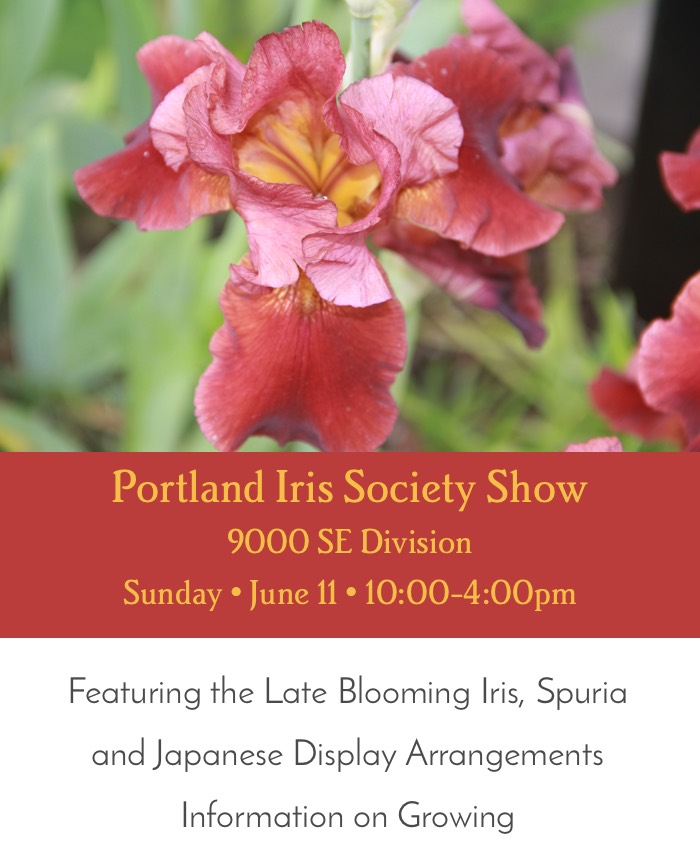 Portland Iris Society Show
9000 SE Division
Sunday • June 11 • 10:00-4:00pm
Featuring the Late Blooming Iris, Spuria
and Japanese Display Arrangements
Information on Growing